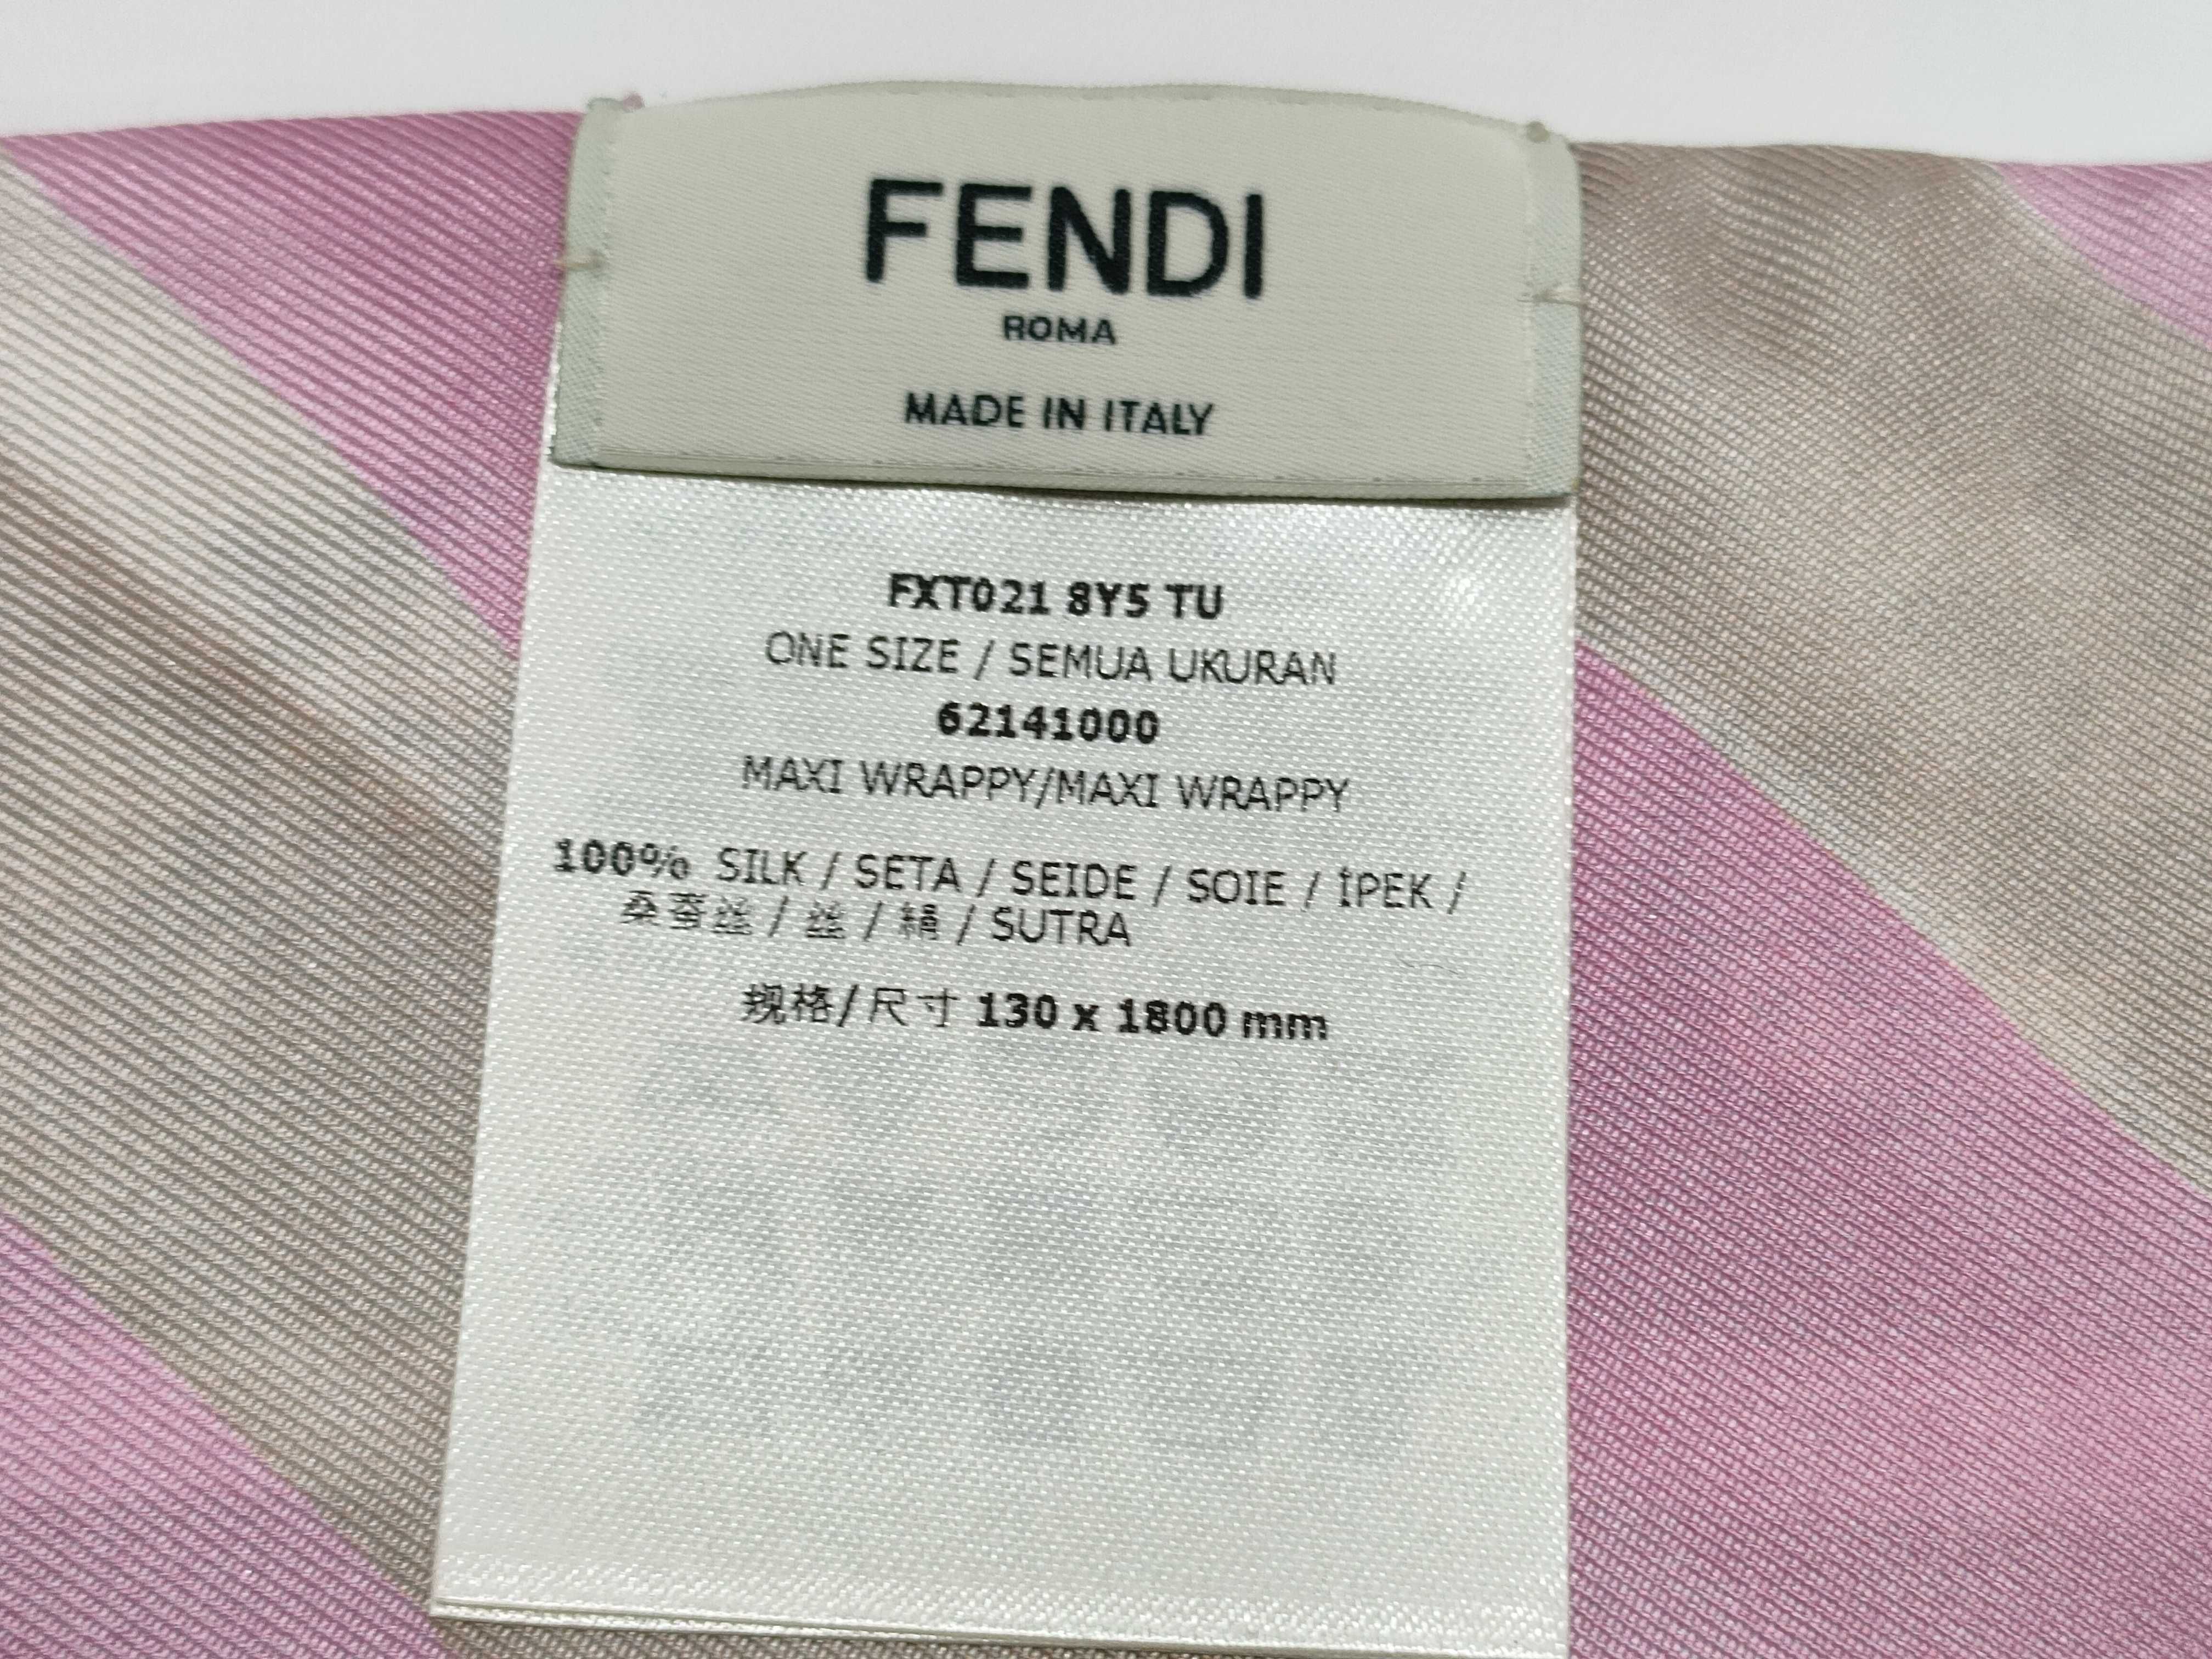 FENDI
ROMA
MADE IN ITALY
FXT021 8Y5 TU
ONE SIZE / SEMUA UKURAN
62141000
MAXI WRAPPY/MAXI WRAPPY
100% SILK / SETA / SEIDE / SOIE / İPEK /
桑蚕丝 / 丝 / 絹 / SUTRA
规格/尺寸 130 x 1800 mm